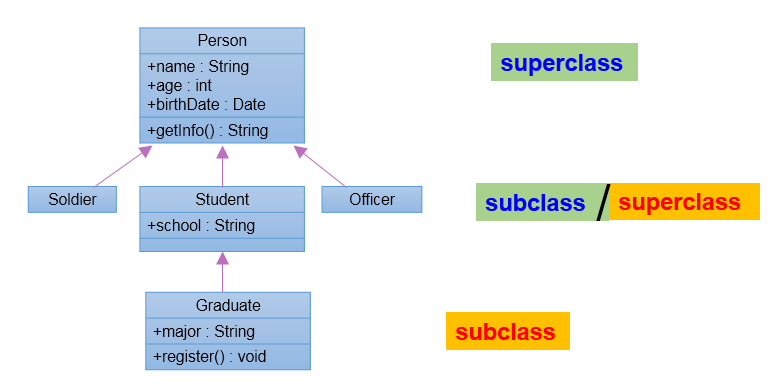 Person
+name : String
+age : int
+birthDate : Date
+getInfo() : String
superclass
Soldier
Student
+school : String
Officer
subclass / superclass
Graduate
+major : String
+register() : void
subclass